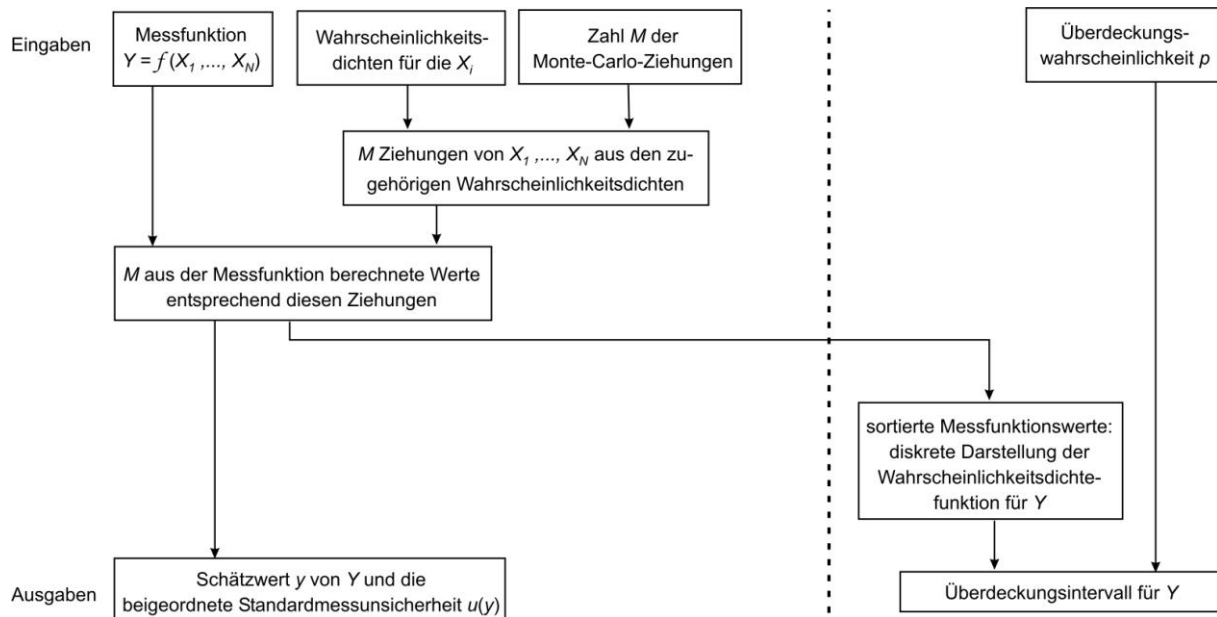 Eingaben
Messfunktion
Y = f (X1 ,..., XN)
Wahrscheinlichkeits-
dichten für die Xi
Zahl M der
Monte-Carlo-Ziehungen
Überdeckungs-
wahrscheinlichkeit p
M Ziehungen von X1 ,..., XN aus den zu-
gehörigen Wahrscheinlichkeitsdichten
M aus der Messfunktion berechnete Werte
entsprechend diesen Ziehungen
sortierte Messfunktionswerte:
diskrete Darstellung der
Wahrscheinlichkeitsdichte-
funktion für Y
Ausgaben
Schätzwert y von Y und die
beigeordnete Standardmessunsicherheit u(y)
Überdeckungsintervall für Y